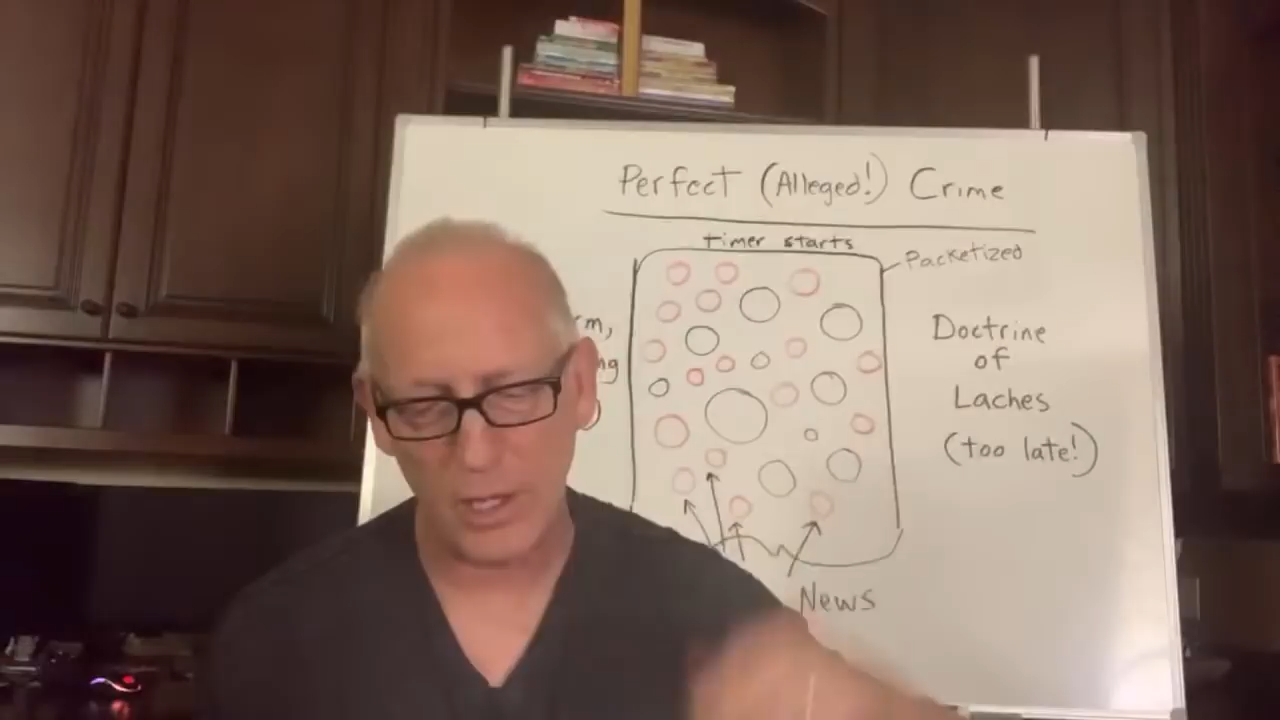 Perfect (Alleged!) Crime
timer starts
Packetized
Doctrine
of
Laches
(too late!)
News